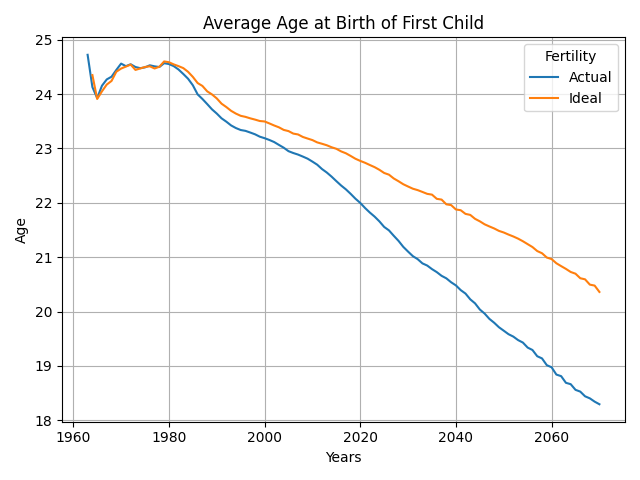 Average Age at Birth of First Child
Fertility
Actual
Ideal
Age
25
24
23
22
21
20
19
18
1960
1980
2000
2020
2040
2060
Years